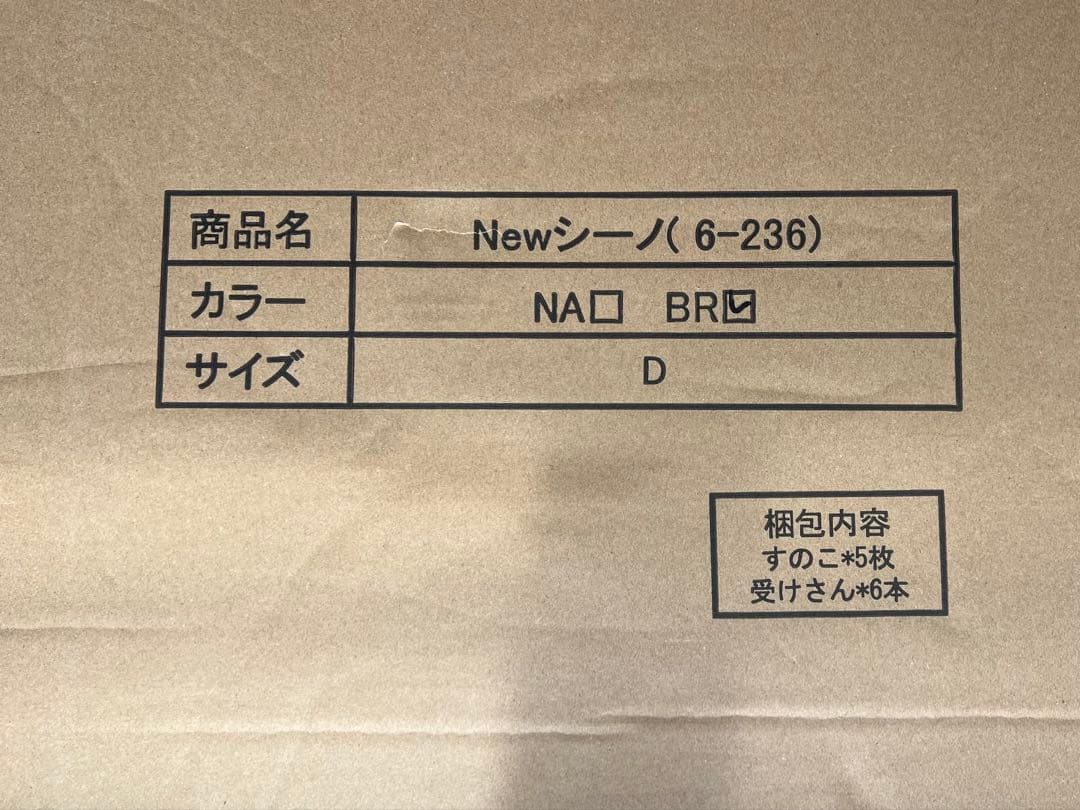 商品名 Newシーノ( 6-236)
カラー NA□ BR☑
サイズ D
梱包内容
すのこ*5枚
受けさん*6本